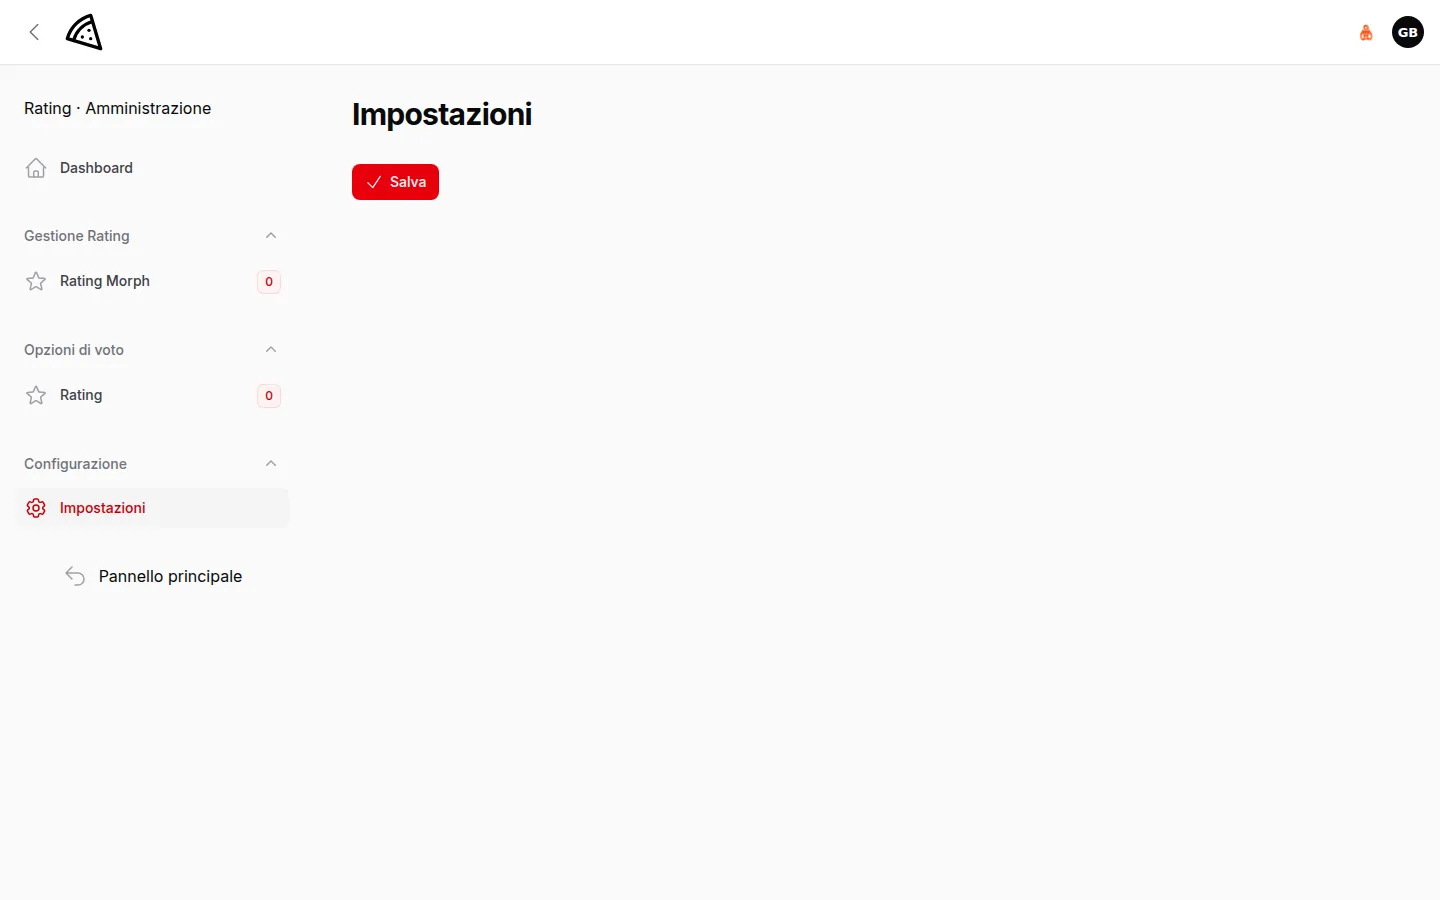 GB
Rating · Amministrazione
Dashboard
Gestione Rating
Rating Morph
0
Opzioni di voto
Rating
0
Configurazione
Impostazioni
Pannello principale
Impostazioni
Salva